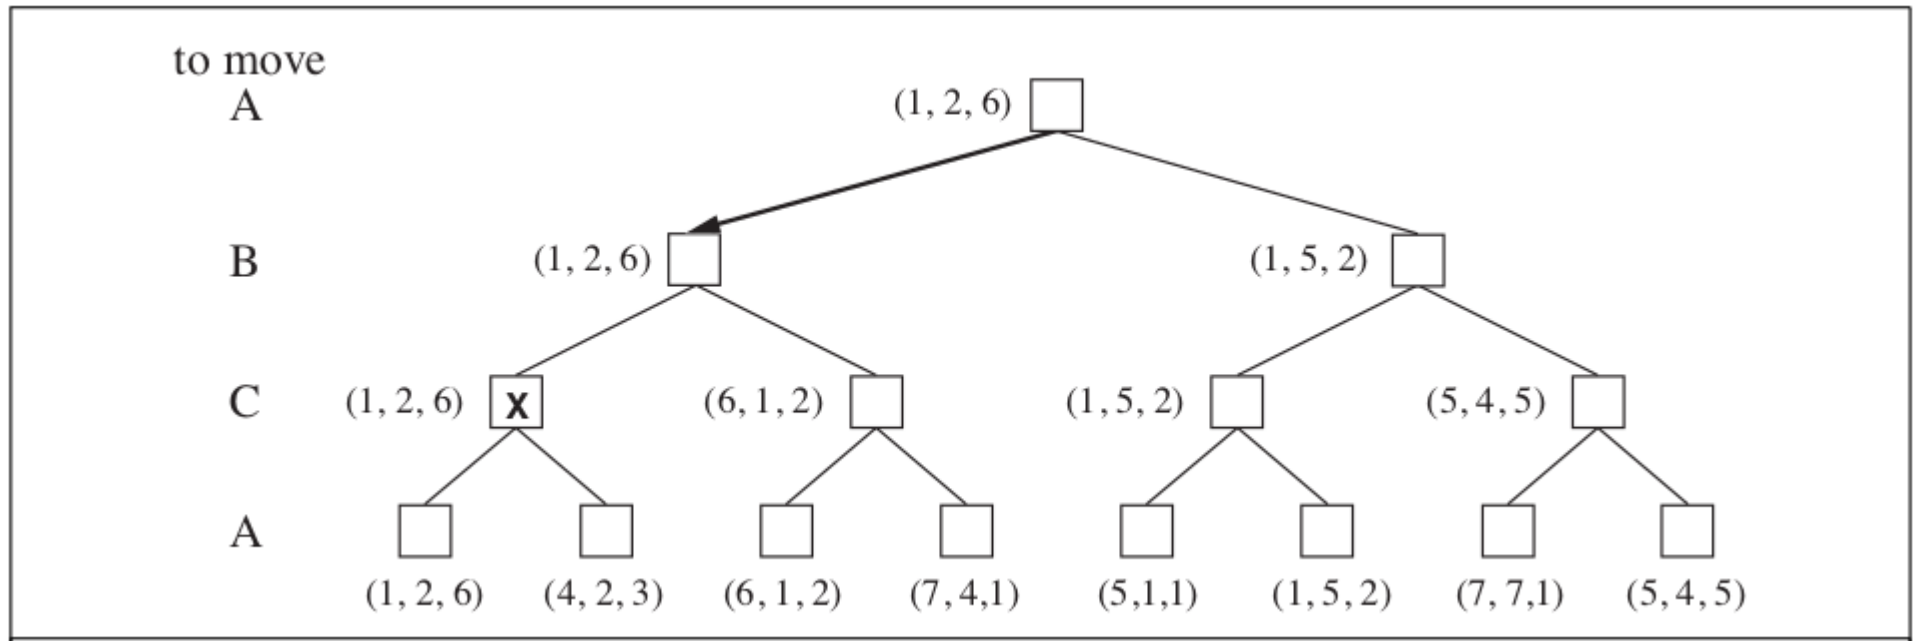 to move
A (1, 2, 6)
B (1, 2, 6) (1, 5, 2)
C (1, 2, 6) X (6, 1, 2) (1, 5, 2) (5, 4, 5)
A
(1, 2, 6) (4, 2, 3) (6, 1, 2) (7, 4,1) (5,1,1) (1, 5, 2) (7, 7,1) (5, 4, 5)